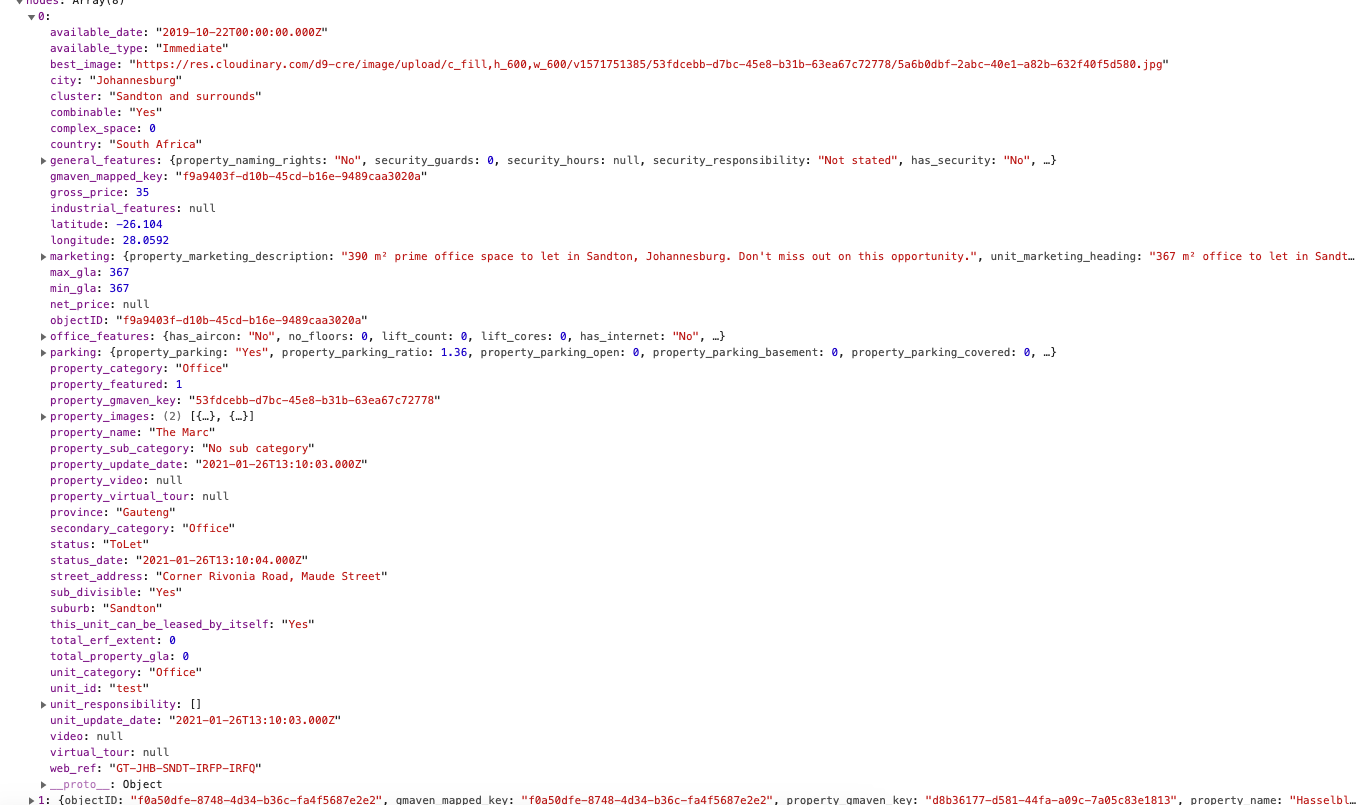 nodes: Array(8)
0:
available_date: "2019-10-22T00:00:00.000Z"
available_type: "Immediate"
best_image: "https://res.cloudinary.com/d9-cre/image/upload/c_fill,h_600,w_600/v1571751385/53fdcebb-d7bc-45e8-b31b-63ea67c72778/5a6b0dbf-2abc-40e1-a82b-632f40f5d580.jpg"
city: "Johannesburg"
cluster: "Sandton and surrounds"
combinable: "Yes"
complex_space: 0
country: "South Africa"
general_features: {property_naming_rights: "No", security_guards: 0, security_hours: null, security_responsibility: "Not stated", has_security: "No", …}
gmaven_mapped_key: "f9a9403f-d10b-45cd-b16e-9489caa3020a"
gross_price: 35
industrial_features: null
latitude: -26.104
longitude: 28.0592
marketing: {property_marketing_description: "390 m² prime office space to let in Sandton, Johannesburg. Don't miss out on this opportunity.", unit_marketing_heading: "367 m² office to let in Sandt…
max_gla: 367
min_gla: 367
net_price: null
objectID: "f9a9403f-d10b-45cd-b16e-9489caa3020a"
office_features: {has_aircon: "No", no_floors: 0, lift_count: 0, lift_cores: 0, has_internet: "No", …}
parking: {property_parking: "Yes", property_parking_ratio: 1.36, property_parking_open: 0, property_parking_basement: 0, property_parking_covered: 0, …}
property_category: "Office"
property_featured: 1
property_gmaven_key: "53fdcebb-d7bc-45e8-b31b-63ea67c72778"
property_images: (2) [{…}, {…}]
property_name: "The Marc"
property_sub_category: "No sub category"
property_update_date: "2021-01-26T13:10:03.000Z"
property_video: null
property_virtual_tour: null
province: "Gauteng"
secondary_category: "Office"
status: "ToLet"
status_date: "2021-01-26T13:10:04.000Z"
street_address: "Corner Rivonia Road, Maude Street"
sub_divisible: "Yes"
suburb: "Sandton"
this_unit_can_be_leased_by_itself: "Yes"
total_erf_extent: 0
total_property_gla: 0
unit_category: "Office"
unit_id: "test"
unit_responsibility: []
unit_update_date: "2021-01-26T13:10:03.000Z"
video: null
virtual_tour: null
web_ref: "GT-JHB-SNDT-IRFP-IRFQ"
__proto__: Object
1: {objectID: "f0a50dfe-8748-4d34-b36c-fa4f5687e2e2", gmaven_mapped_key: "f0a50dfe-8748-4d34-b36c-fa4f5687e2e2", property_gmaven_key: "d8b36177-d581-44fa-a09c-7a05c83e1813", property_name: "Hasselbl…